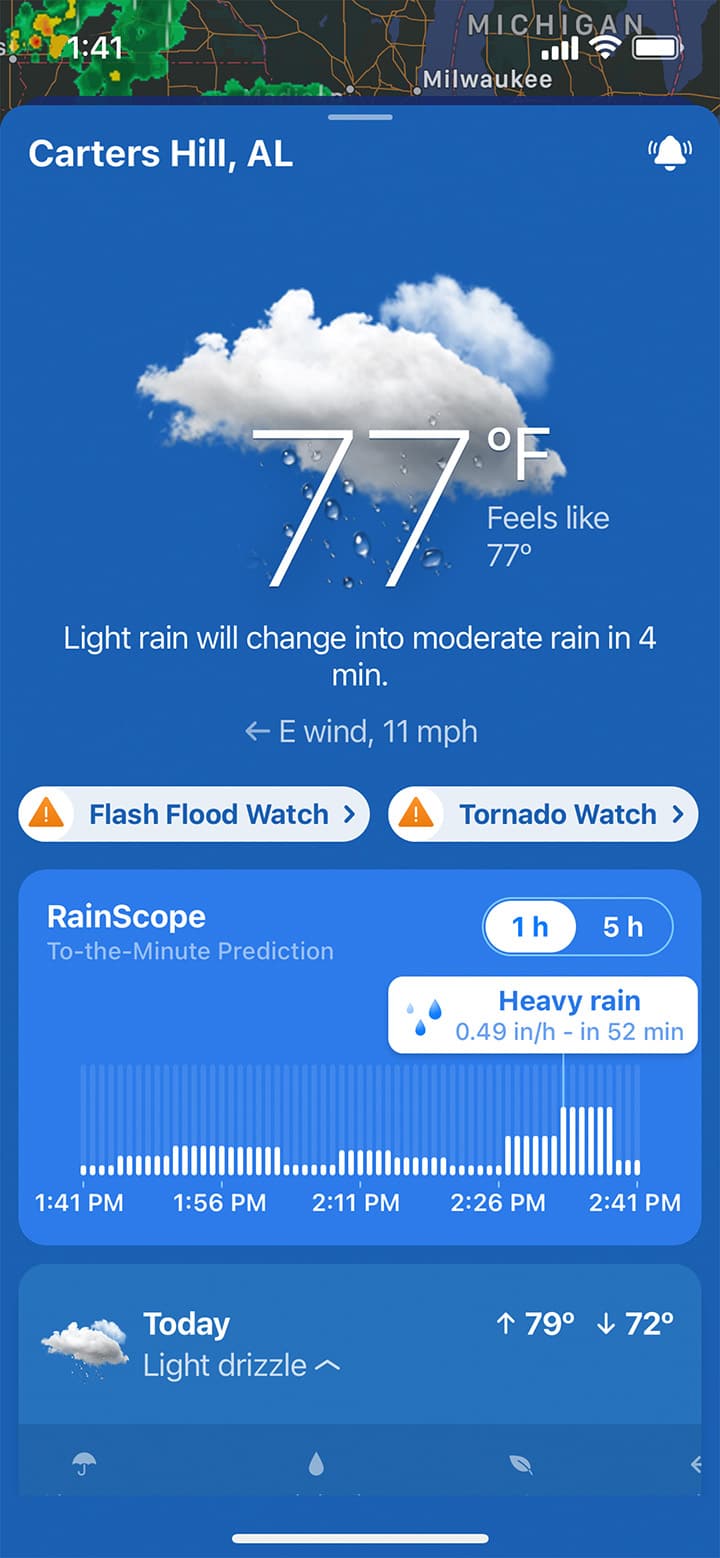 MICHIGAN
1:41
Milwaukee
Carters Hill, AL
77
°F
Feels like
77°
Light rain will change into moderate rain in 4
min.
← E wind, 11 mph
Flash Flood Watch >
Tornado Watch >
RainScope
To-the-Minute Prediction
1 h
5 h
Heavy rain
0.49 in/h - in 52 min
1:41 PM 1:56 PM 2:11 PM 2:26 PM 2:41 PM
Today
↑ 79° ↓ 72°
Light drizzle